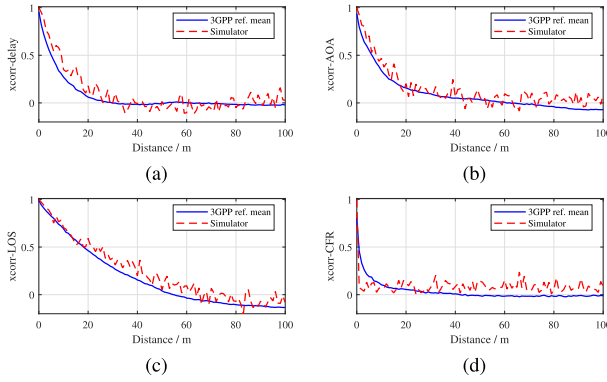 1
0.5
0
xcorr-delay
3GPP ref. mean
Simulator
0 20 40 60 80 100
Distance / m
(a)
1
0.5
0
xcorr-AOA
3GPP ref. mean
Simulator
0 20 40 60 80 100
Distance / m
(b)
1
0.5
0
xcorr-LOS
3GPP ref. mean
Simulator
0 20 40 60 80 100
Distance / m
(c)
1
0.5
0
xcorr-CFR
3GPP ref. mean
Simulator
0 20 40 60 80 100
Distance / m
(d)